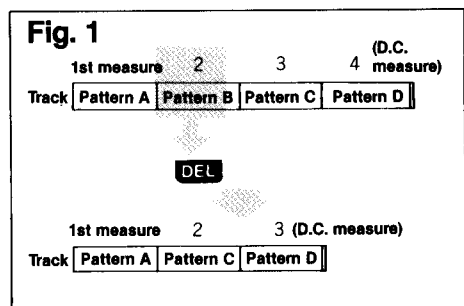 Fig. 1
1st measure 2 3 4 (D.C. measure)
Track Pattern A Pattern B Pattern C Pattern D
DEL
1st measure 2 3 (D.C. measure)
Track Pattern A Pattern C Pattern D